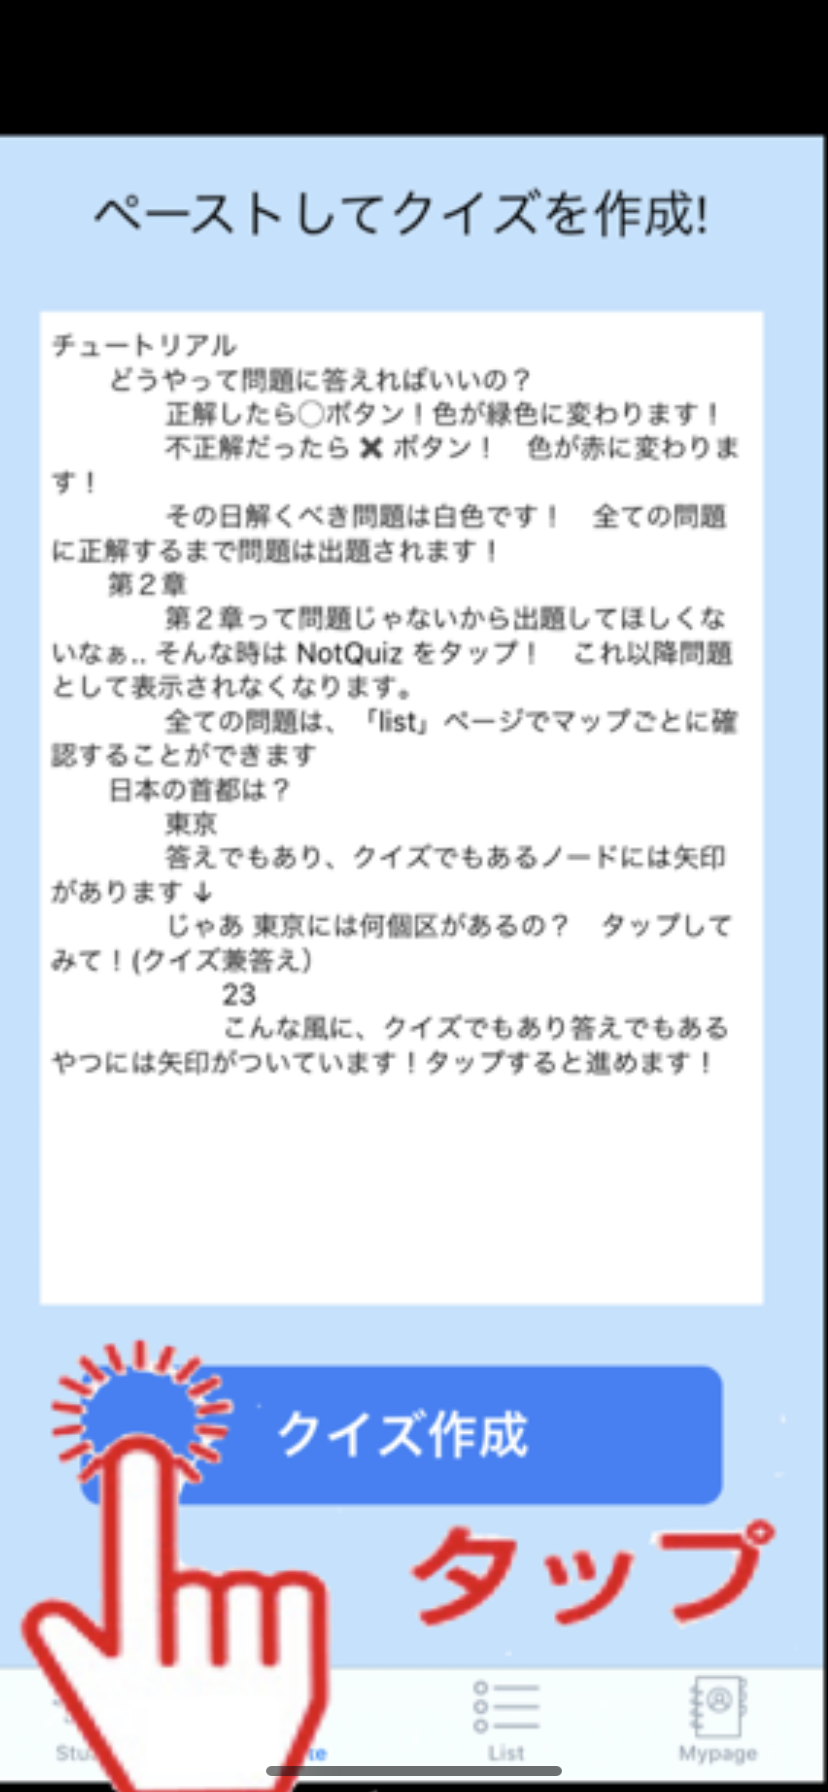 ペーストしてクイズを作成!
チュートリアル
どうやって問題に答えればいいの？
正解したら◯ボタン！色が緑色に変わります！
不正解だったら ✖ ボタン！　色が赤に変わりま
す！
その日解くべき問題は白色です！　全ての問題
に正解するまで問題は出題されます！
第２章
第２章って問題じゃないから出題してほしくな
いなぁ.. そんな時は NotQuiz をタップ！　これ以降問題
として表示されなくなります。
全ての問題は、「list」ページでマップごとに確
認することができます
日本の首都は？
東京
答えでもあり、クイズでもあるノードには矢印
があります ↓
じゃあ 東京には何個区があるの？　タップして
みて！(クイズ兼答え）
23
こんな風に、クイズでもあり答えでもある
やつには矢印がついています！タップすると進めます！
クイズ作成
タップ
List
Mypage